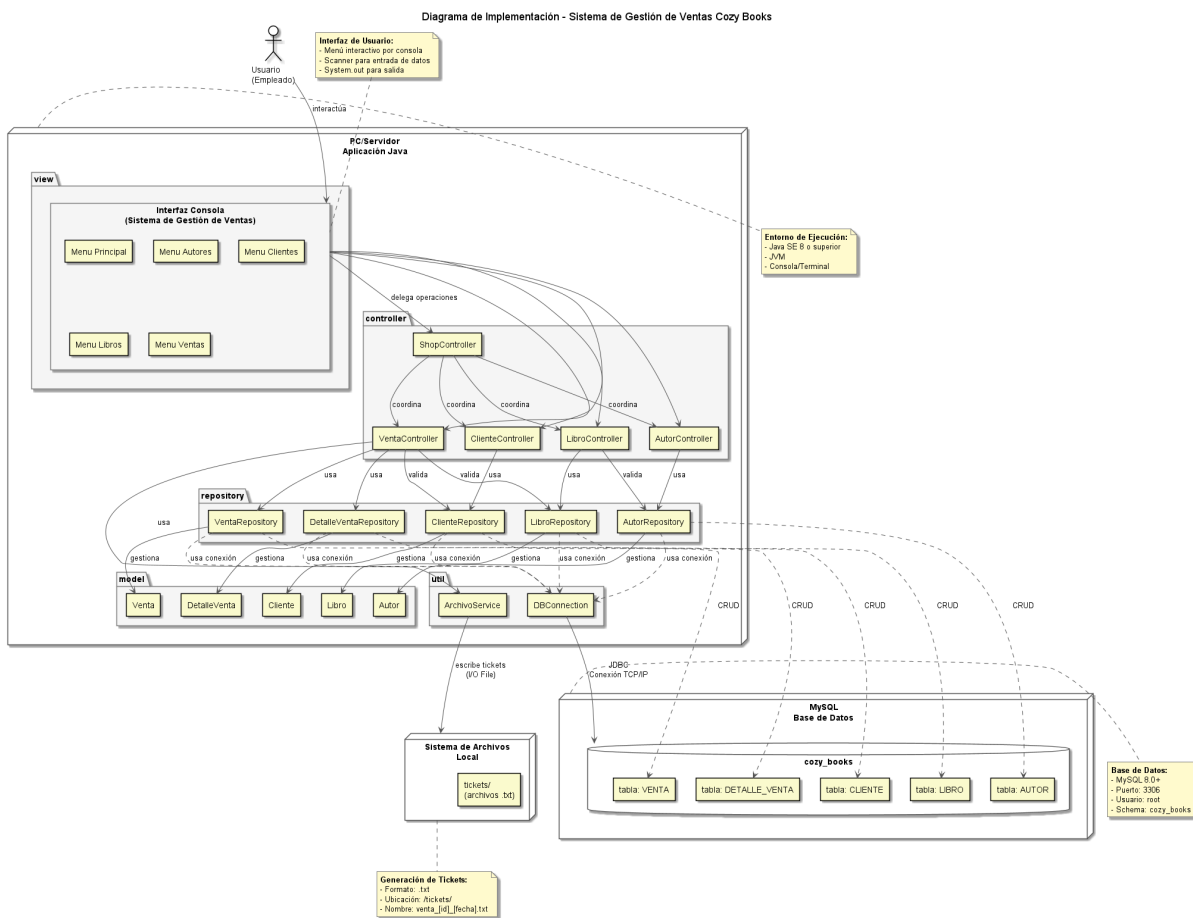 Diagrama de Implementación - Sistema de Gestión de Ventas Cozy Books
Usuario
(Empleado)
Interfaz de Usuario:
- Menú interactivo por consola
- Scanner para entrada de datos
- System.out para salida
interactúa
PC/Servidor
Aplicación Java
view
Interfaz Consola
(Sistema de Gestión de Ventas)
Menu Principal
Menu Autores
Menu Clientes
Menu Libros
Menu Ventas
Entorno de Ejecución:
- Java SE 8 o superior
- JVM
- Consola/Terminal
delega operaciones
controller
ShopController
coordina
coordina
coordina
coordina
VentaController
ClienteController
LibroController
AutorController
usa
usa
valida
usa
valida
usa
valida
usa
repository
VentaRepository
DetalleVentaRepository
ClienteRepository
LibroRepository
AutorRepository
usa
gestiona
usa conexión
gestiona
usa conexión
gestiona
usa conexión
gestiona
usa conexión
gestiona
usa conexión
model
Venta
DetalleVenta
Cliente
Libro
Autor
util
ArchivoService
DBConnection
CRUD
CRUD
CRUD
CRUD
CRUD
escribe tickets
(I/O File)
JDBC
Conexión TCP/IP
Sistema de Archivos
Local
tickets/
(archivos .txt)
MySQL
Base de Datos
cozy_books
tabla: VENTA
tabla: DETALLE_VENTA
tabla: CLIENTE
tabla: LIBRO
tabla: AUTOR
Base de Datos:
- MySQL 8.0+
- Puerto: 3306
- Usuario: root
- Schema: cozy_books
Generación de Tickets:
- Formato: .txt
- Ubicación: /tickets/
- Nombre: venta_[id]_[fecha].txt